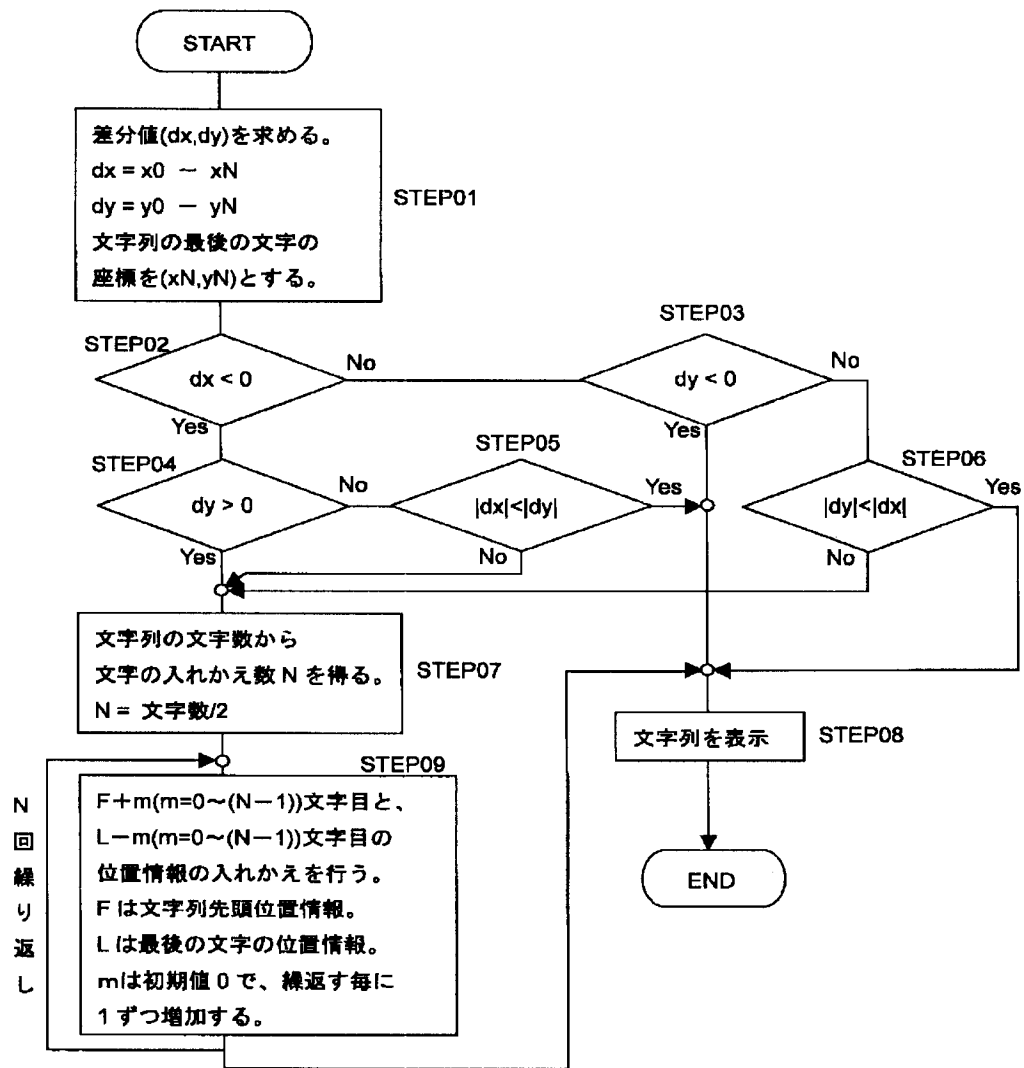 START
差分値(dx,dy)を求める。
dx = x0 － xN
dy = y0 － yN
文字列の最後の文字の
座標を(xN,yN)とする。
STEP01
STEP02
dx < 0
No
Yes
STEP03
dy < 0
No
Yes
STEP04
dy > 0
No
Yes
STEP05
|dx|<|dy|
Yes
No
STEP06
|dy|<|dx|
Yes
No
文字列の文字数から
文字の入れかえ数 N を得る。
N = 文字数/2
STEP07
文字列を表示
STEP08
END
STEP09
F＋m(m=0～(N－1))文字目と、
L－m(m=0～(N－1))文字目の
位置情報の入れかえを行う。
F は文字列先頭位置情報。
L は最後の文字の位置情報。
mは初期値 0 で、繰返す毎に
1 ずつ増加する。
N回繰り返し